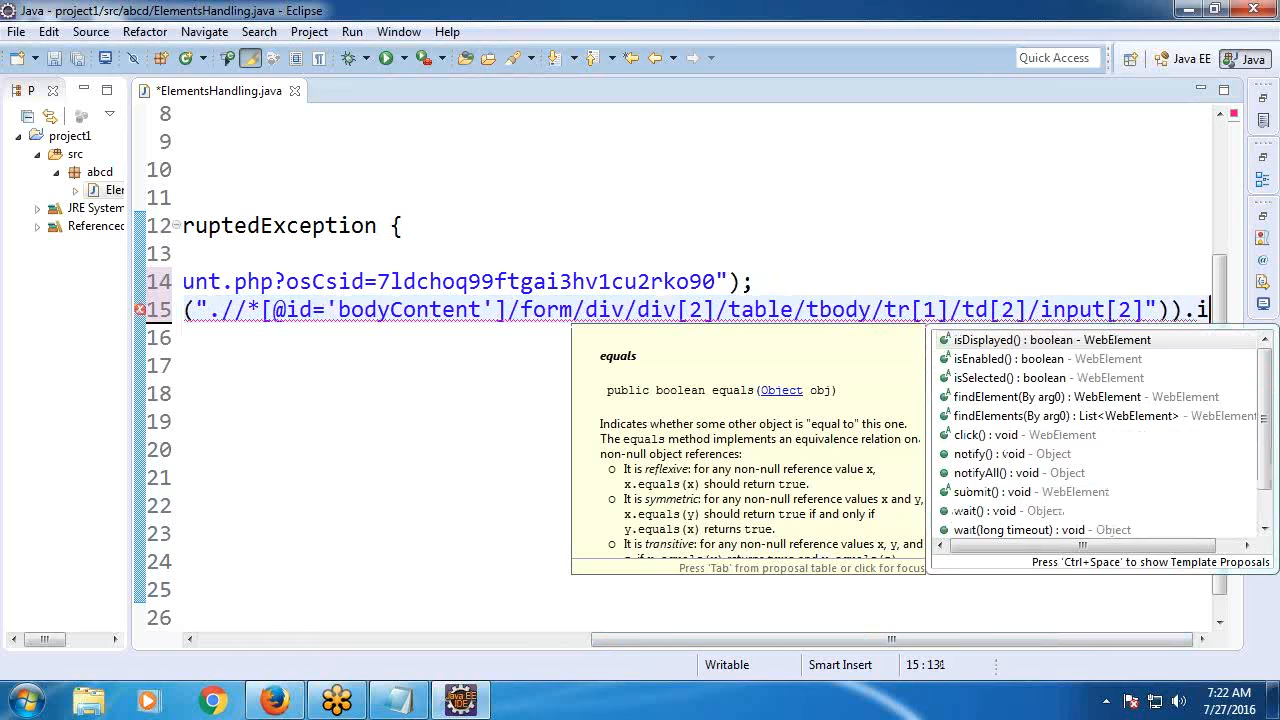 Java - project1/src/abcd/ElementsHandling.java - Eclipse
File Edit Source Refactor Navigate Search Project Run Window Help
Quick Access Java EE Java
P *ElementsHandling.java
project1
src
abcd
Eler
JRE System
Referenced
8
9
10
11
12 ruptedException {
13
14 unt.php?osCsid=7ldchoq99ftgai3hv1cu2rko90");
15 (".//*[@id='bodyContent']/form/div/div[2]/table/tbody/tr[1]/td[2]/input[2]")).i
16
17
18
19
20
21
22
23
24
25
26
equals
public boolean equals(Object obj)
Indicates whether some other object is "equal to" this one.
The equals method implements an equivalence relation on
non-null object references:
It is reflexive: for any non-null reference value x,
x.equals(x) should return true.
It is symmetric: for any non-null reference values x and y,
x.equals(y) should return true if and only if
y.equals(x) returns true.
It is transitive: for any non-null reference values x, y, and
Press 'Tab' from proposal table or click for focus
isDisplayed() : boolean - WebElement
isEnabled() : boolean - WebElement
isSelected() : boolean - WebElement
findElement(By arg0) : WebElement - WebElement
findElements(By arg0) : List<WebElement> - WebElement
click() : void - WebElement
notify() : void - Object
notifyAll() : void - Object
submit() : void - WebElement
wait() : void - Object
wait(long timeout) : void - Object
Press 'Ctrl+Space' to show Template Proposals
Writable Smart Insert 15 : 131
Java EE
IDE
7:22 AM
7/27/2016